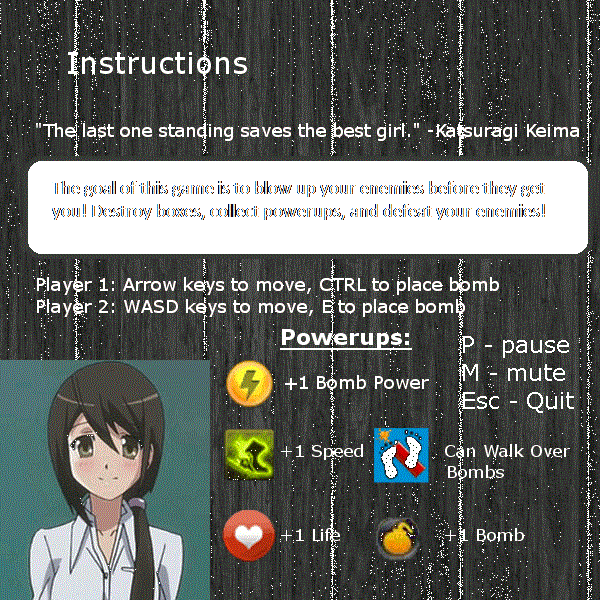 Instructions
"The last one standing saves the best girl." -Katsuragi Keima
The goal of this game is to blow up your enemies before they get
you! Destroy boxes, collect powerups, and defeat your enemies!
Player 1: Arrow keys to move, CTRL to place bomb
Player 2: WASD keys to move, E to place bomb
Powerups:
P - pause
M - mute
Esc - Quit
+1 Bomb Power
+1 Speed
Can Walk Over
Bombs
+1 Life
+1 Bomb